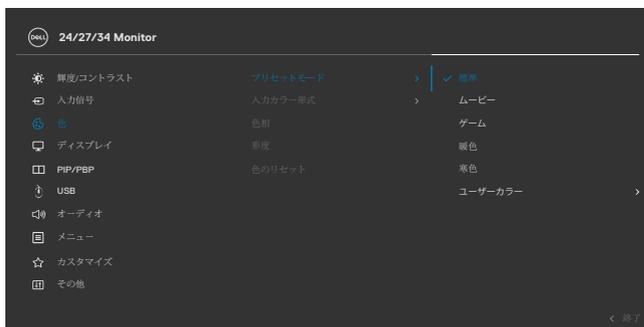 DELL
24/27/34 Monitor
輝度/コントラスト
入力信号
色
ディスプレイ
PIP/PBP
USB
オーディオ
メニュー
カスタマイズ
その他
プリセットモード
入力カラー形式
色相
彩度
色のリセット
標準
ムービー
ゲーム
暖色
寒色
ユーザーカラー
終了